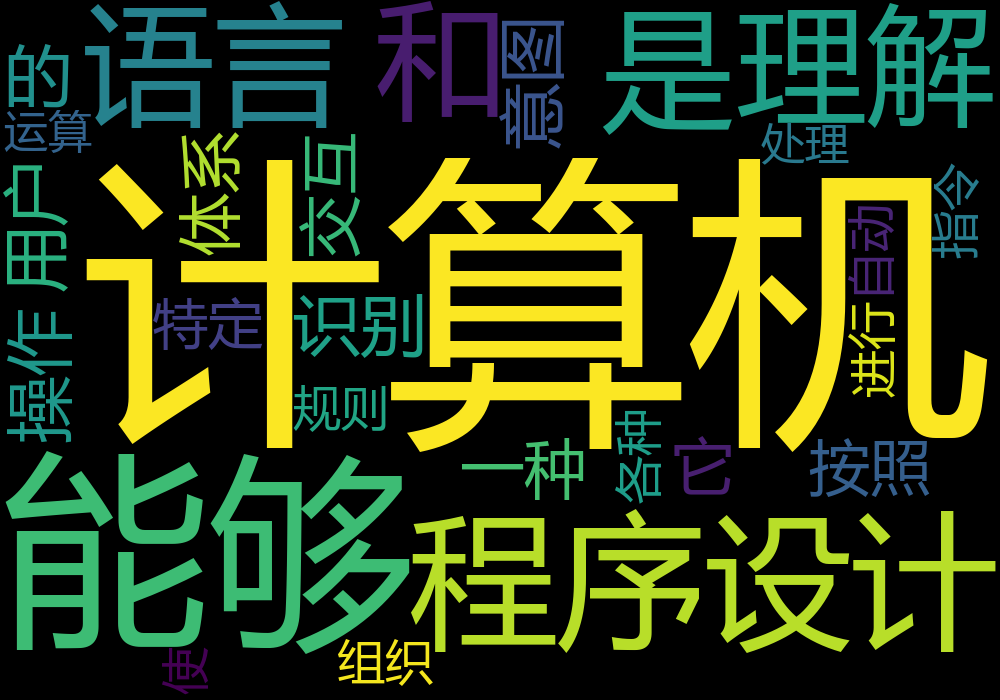 的
语言
和
意图
是理解
运算
处理
用户
体系
交互
计算机
指令
自动
特定
识别
进行
操作
规则
各种
一种
它
按照
能够
程序设计
使
组织